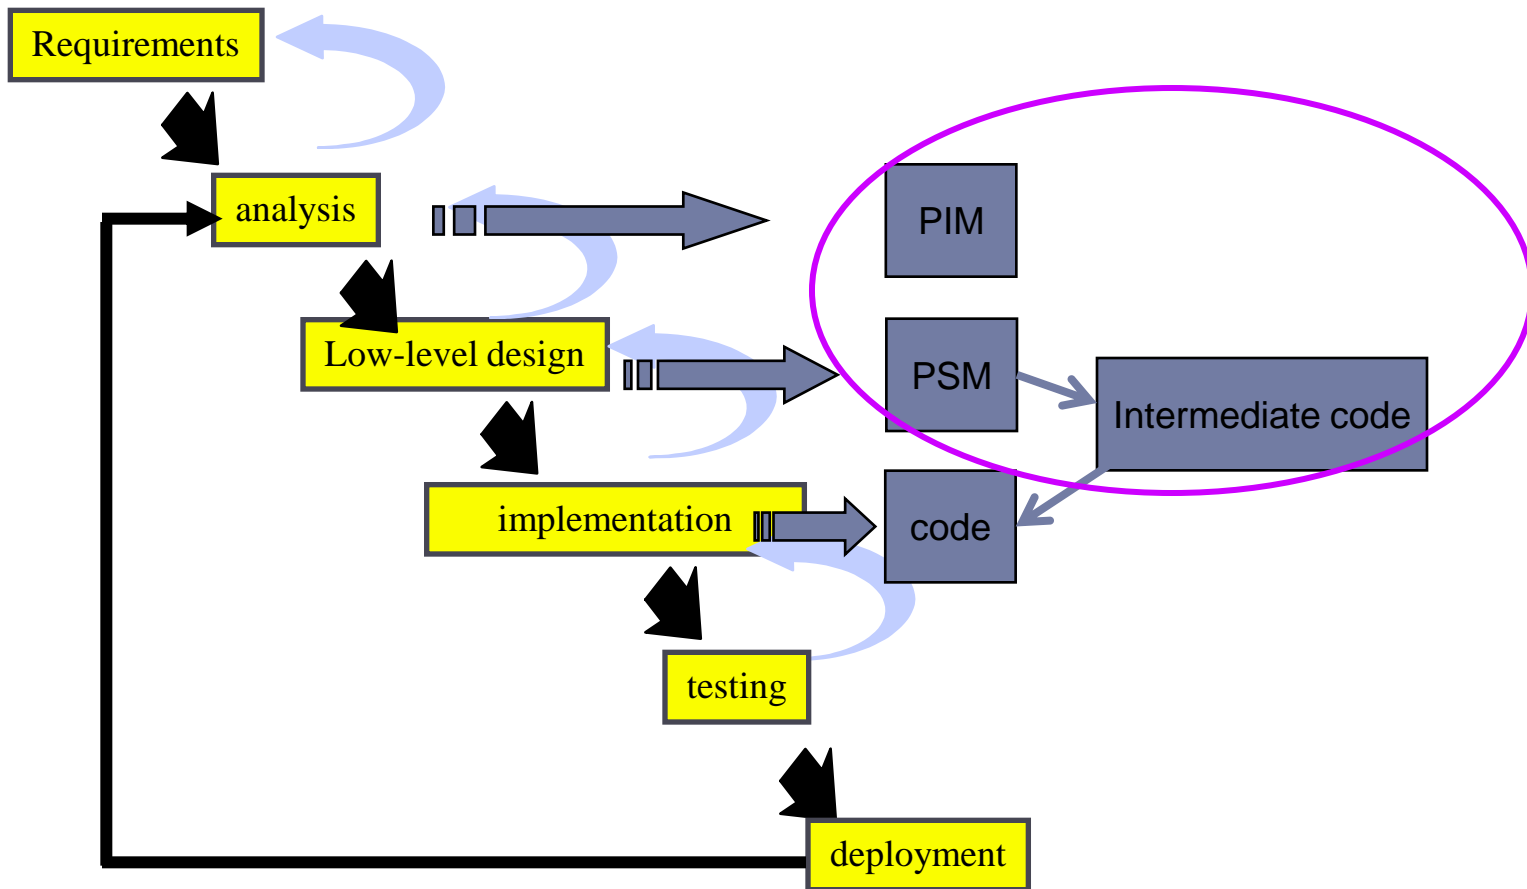 Requirements
analysis
PIM
Low-level design
PSM
Intermediate code
implementation
code
testing
deployment